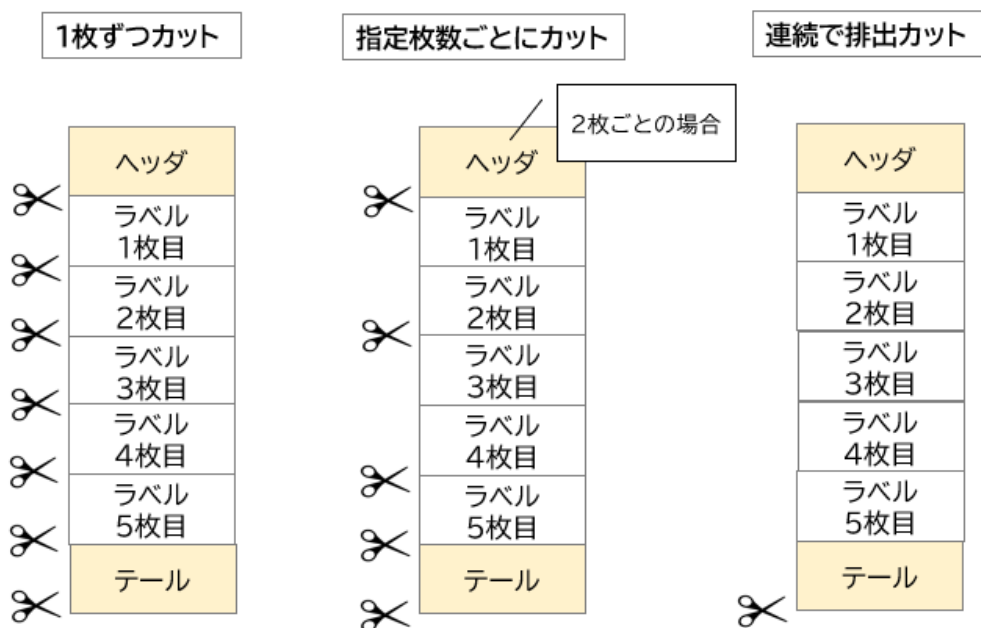 1枚ずつカット
ヘッダ
ラベル
1枚目
ラベル
2枚目
ラベル
3枚目
ラベル
4枚目
ラベル
5枚目
テール
指定枚数ごとにカット
2枚ごとの場合
ヘッダ
ラベル
1枚目
ラベル
2枚目
ラベル
3枚目
ラベル
4枚目
ラベル
5枚目
テール
連続で排出カット
ヘッダ
ラベル
1枚目
ラベル
2枚目
ラベル
3枚目
ラベル
4枚目
ラベル
5枚目
テール